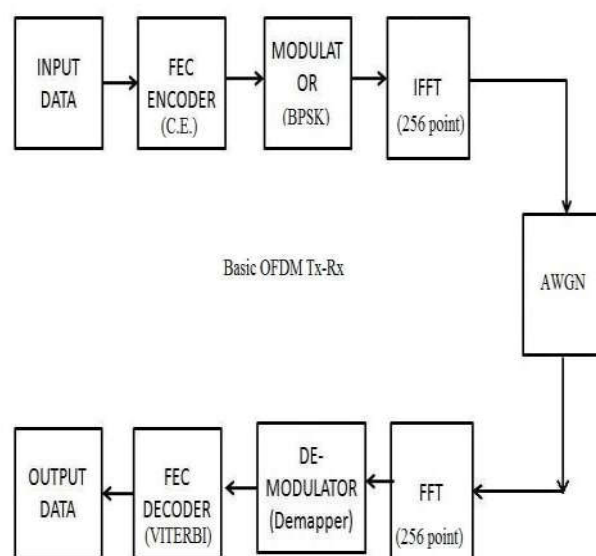 INPUT
DATA
FEC
ENCODER
(C.E.)
MODULAT
OR
(BPSK)
IFFT
(256 point)
Basic OFDM Tx-Rx
AWGN
OUTPUT
DATA
FEC
DECODER
(VITERBI)
DE-
MODULATOR
(Demapper)
FFT
(256 point)